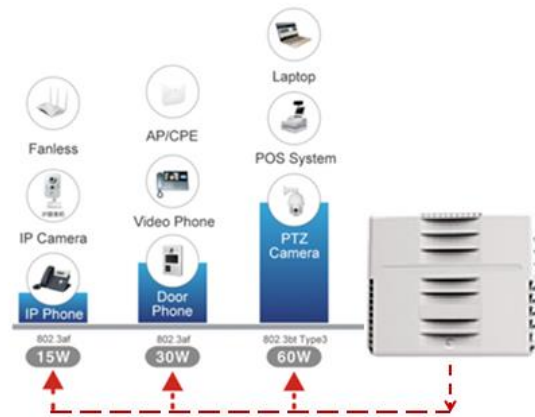 Laptop
Fanless
AP/CPE
POS System
IP Camera
Video Phone
PTZ
Camera
IP Phone
Door
Phone
802.3af
802.3af
802.3bt Type3
15W
30W
60W